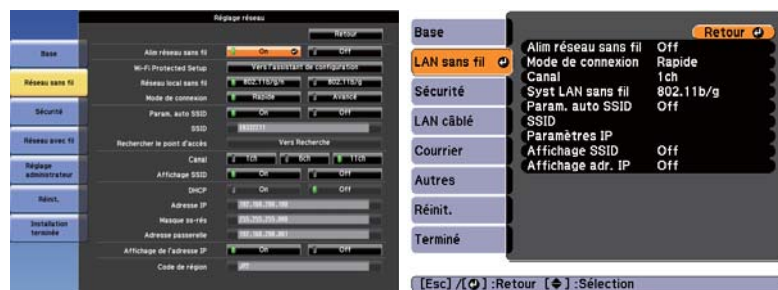 Réglage réseau
Retour
Base
Réseau sans fil
Sécurité
Réseau avec fil
Réglage
administrateur
Réinit.
Installation
terminée
Alim réseau sans fil On Off
Wi-Fi Protected Setup Vers l'assistant de configuration
Réseau local sans fil 802.11b/g/n 802.11b/g
Mode de connexion Rapide Avancé
Param. auto SSID On Off
SSID
Rechercher le point d'accès Vers Recherche
Canal 1ch 6ch 11ch
Affichage SSID On Off
DHCP On Off
Adresse IP
Masque ss-rés
Adresse passerelle
Affichage de l'adresse IP On Off
Code de région
Base
LAN sans fil
Sécurité
LAN câblé
Courrier
Autres
Réinit.
Terminé
Retour
Alim réseau sans fil Off
Mode de connexion Rapide
Canal 1ch
Syst LAN sans fil 802.11b/g
Param. auto SSID Off
SSID
Paramètres IP
Affichage SSID Off
Affichage adr. IP Off
[Esc] /[ ] :Retour [ ] :Sélection